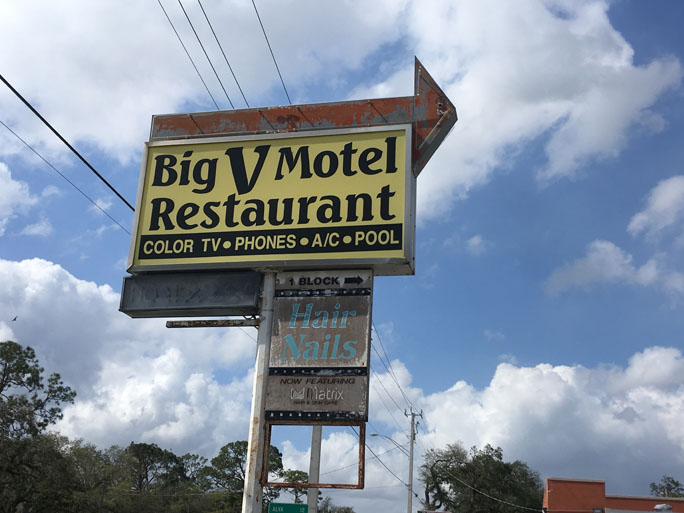 Big V Motel
Restaurant
COLOR TV • PHONES • A/C • POOL
1 BLOCK
Hair
Nails
NOW FEATURING
Matrix